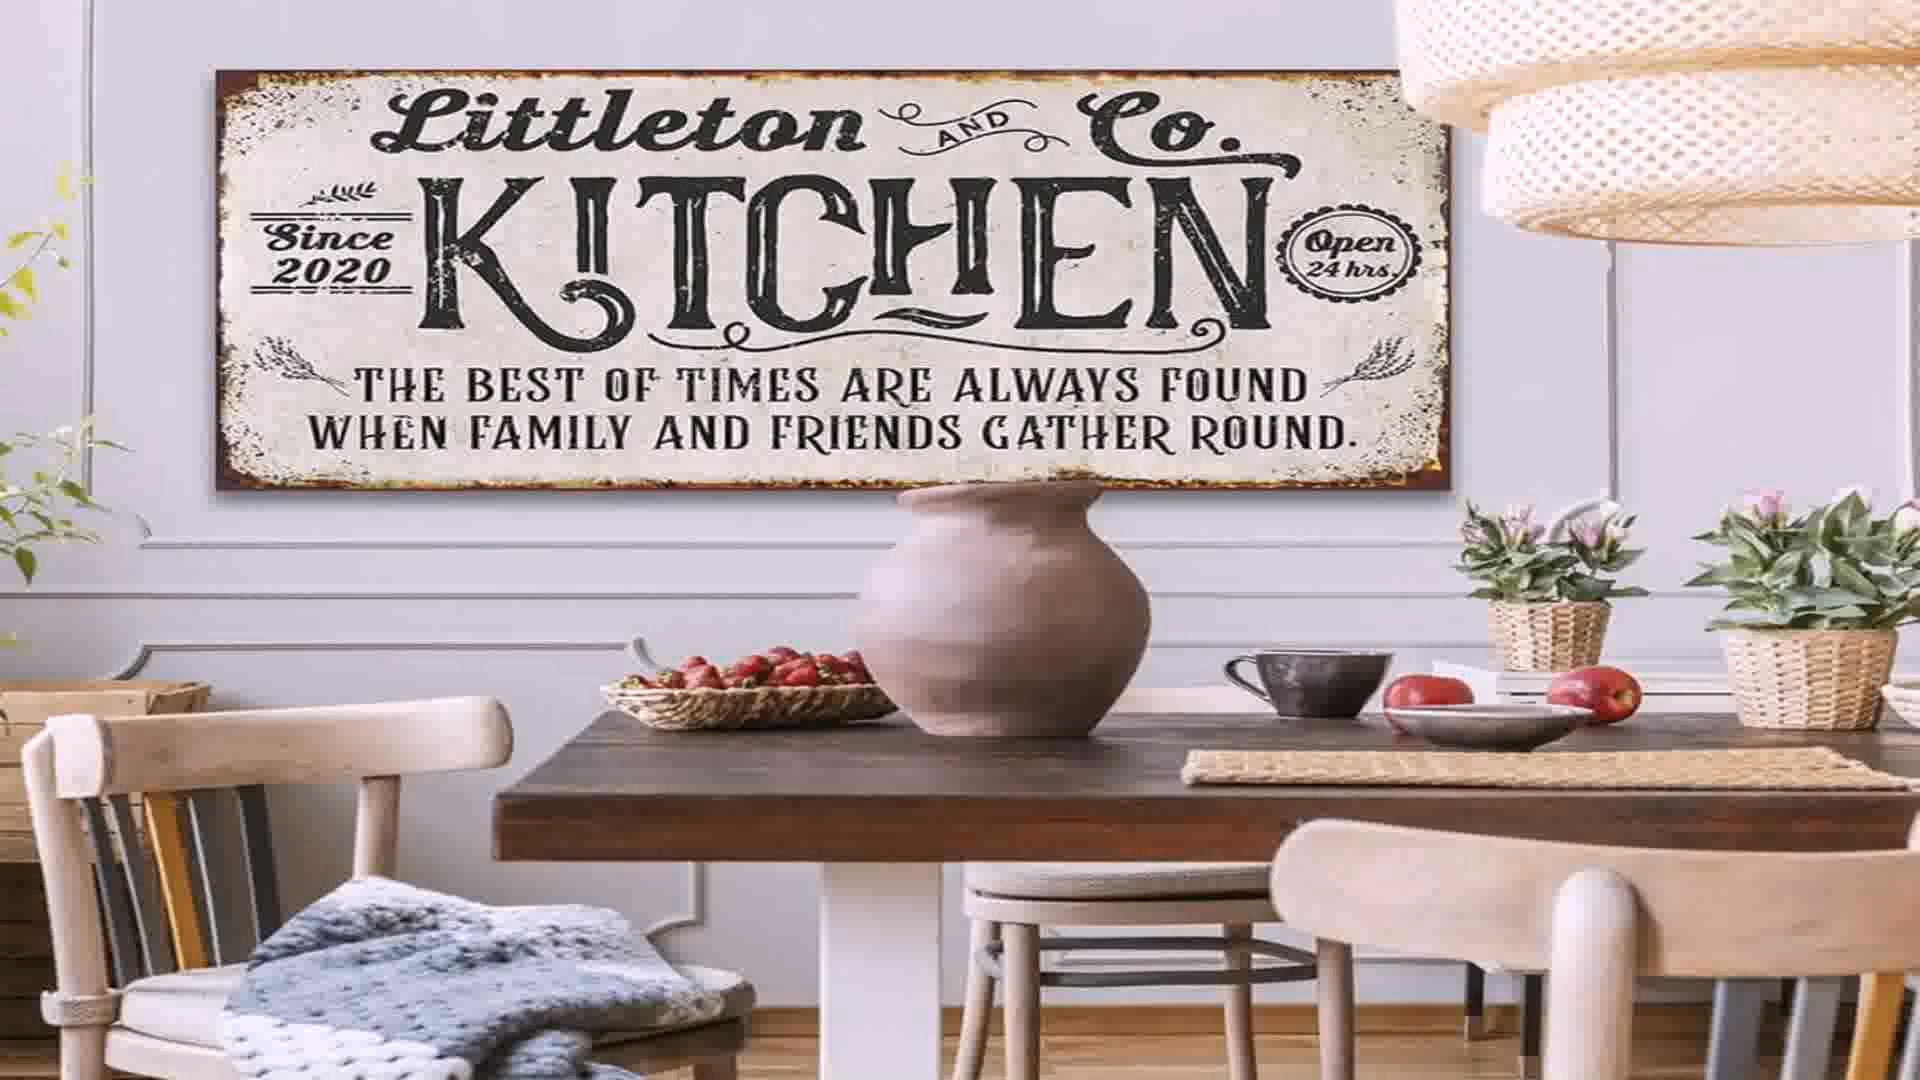 Littleton AND Co.
KITCHEN
Since
2020
Open
24 hrs.
THE BEST OF TIMES ARE ALWAYS FOUND
WHEN FAMILY AND FRIENDS GATHER ROUND.